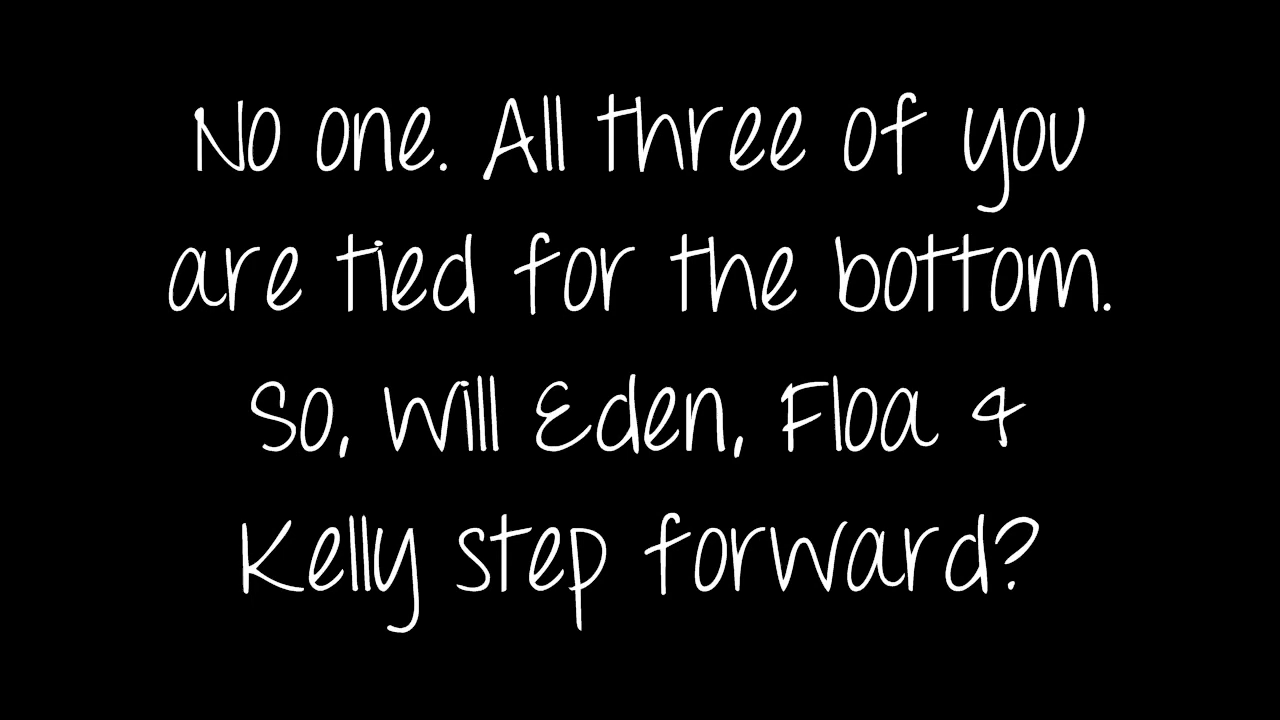 No one. All three of you
are tied for the bottom.
So, Will Eden, Floa &
Kelly step forward?